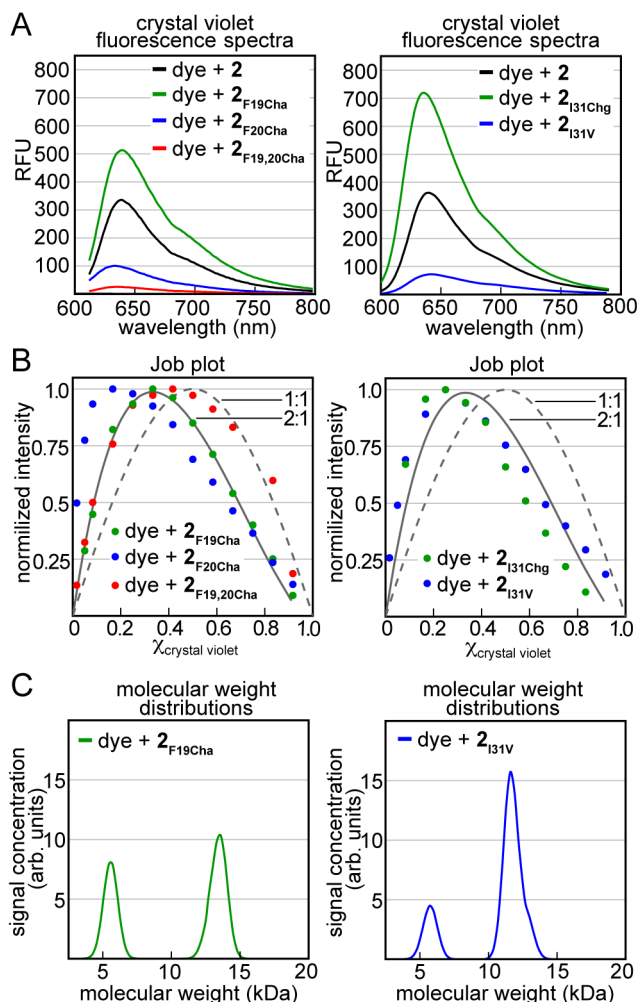 A
crystal violet
fluorescence spectra
800
700
600
500
400
300
200
100
RFU
dye + 2
dye + 2F19Cha
dye + 2F20Cha
dye + 2F19,20Cha
600
650
700
750
800
wavelength (nm)
crystal violet
fluorescence spectra
800
700
600
500
400
300
200
100
RFU
dye + 2
dye + 2I31Chg
dye + 2I31V
600
650
700
750
800
wavelength (nm)
B
Job plot
1.0
0.75
0.5
0.25
normilized intensity
1:1
2:1
dye + 2F19Cha
dye + 2F20Cha
dye + 2F19,20Cha
0
0.2
0.4
0.6
0.8
1.0
χcrystal violet
Job plot
1.0
0.75
0.5
0.25
normilized intensity
1:1
2:1
dye + 2I31Chg
dye + 2I31V
0
0.2
0.4
0.6
0.8
1.0
χcrystal violet
C
molecular weight
distributions
dye + 2F19Cha
15
10
5
signal concentration
(arb. units)
5
10
15
20
molecular weight (kDa)
molecular weight
distributions
dye + 2I31V
15
10
5
signal concentration
(arb. units)
5
10
15
20
molecular weight (kDa)